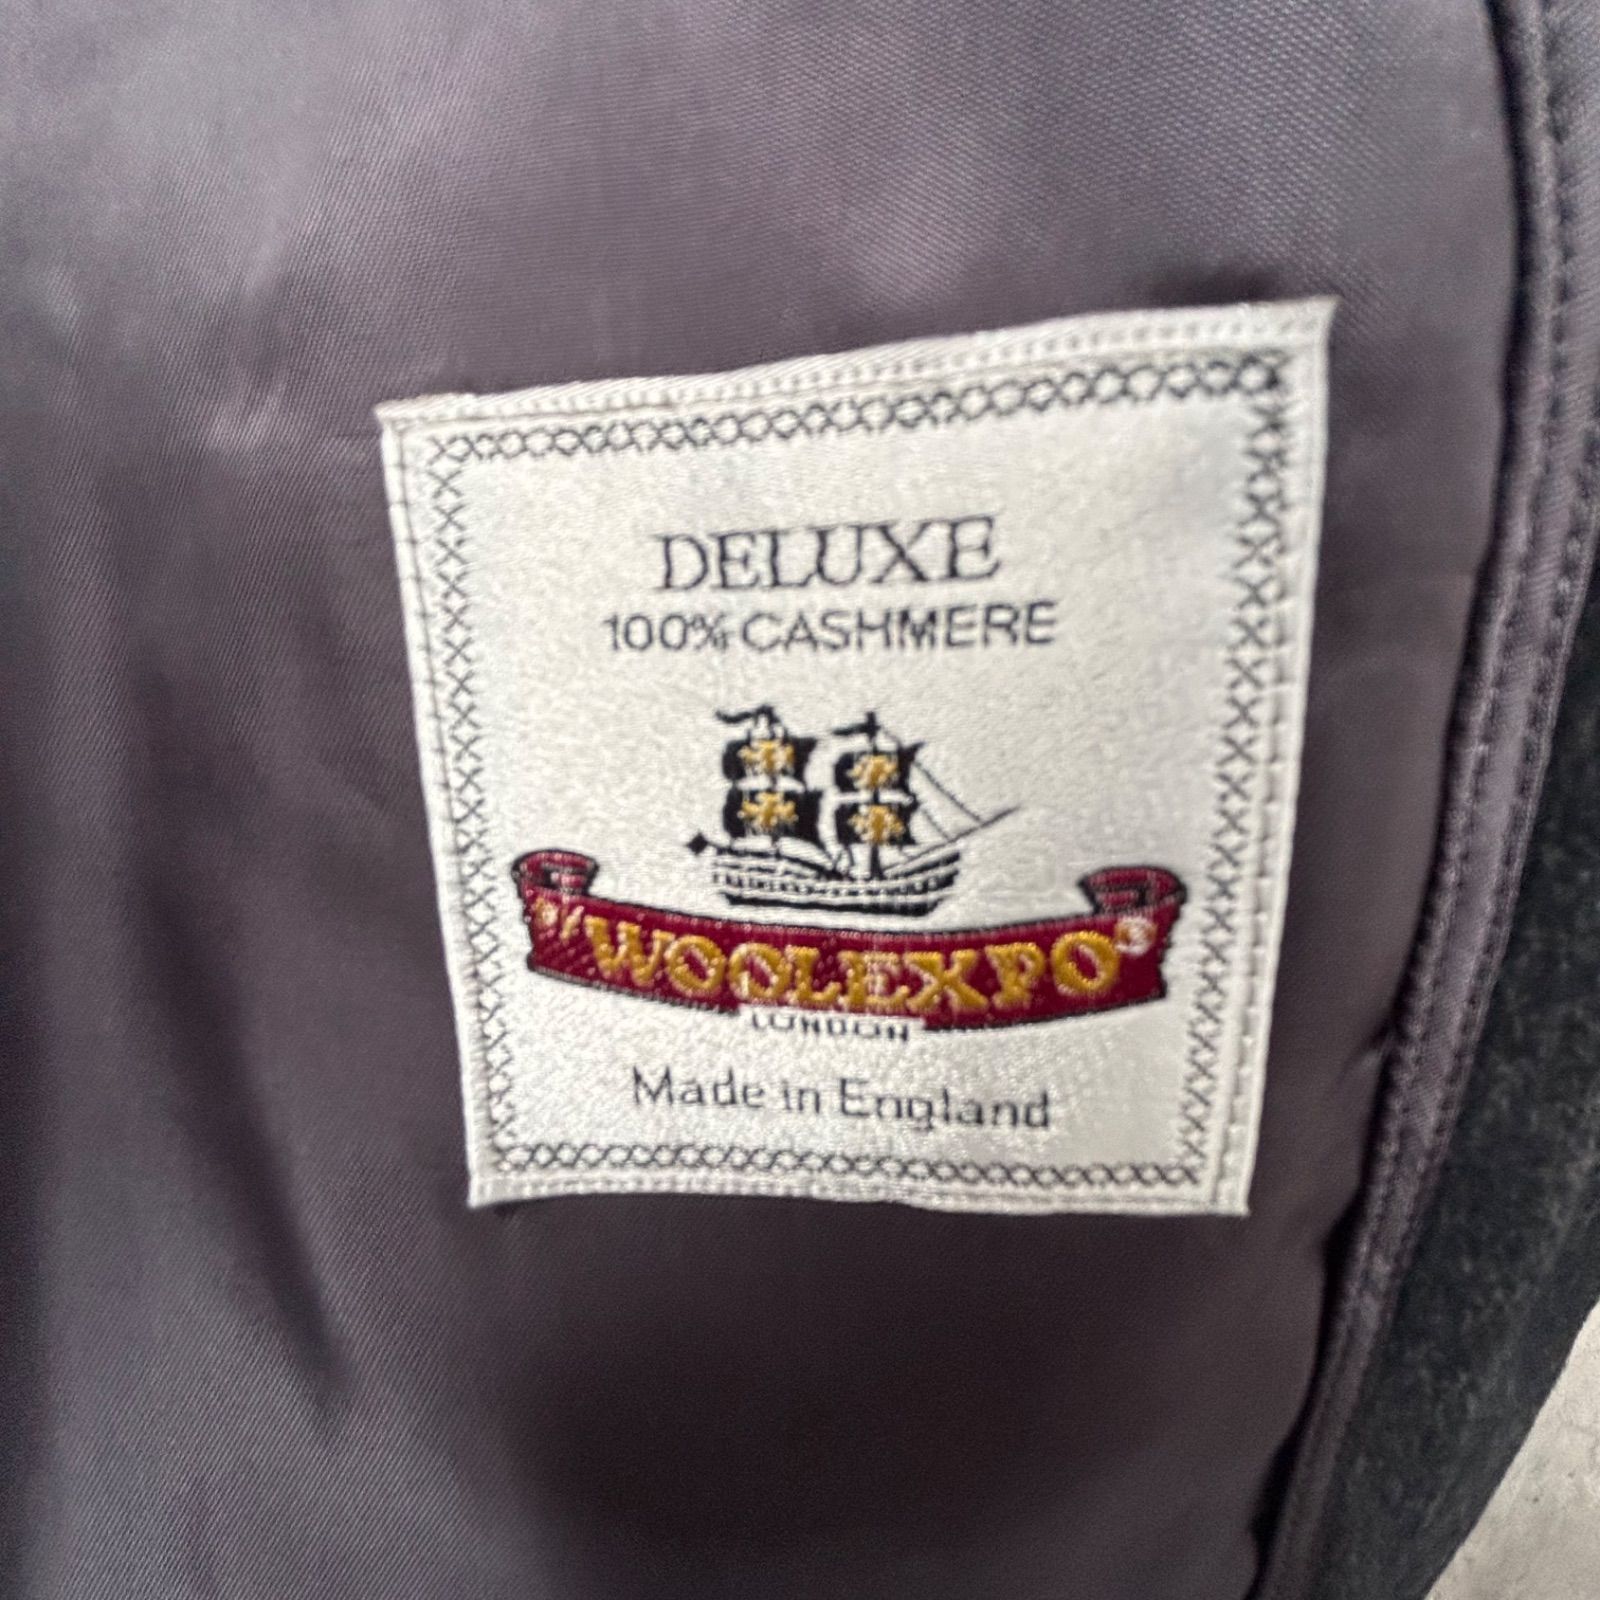 DELUXE
100% CASHMERE
WOOLEXPO®
LONDON
Made in England